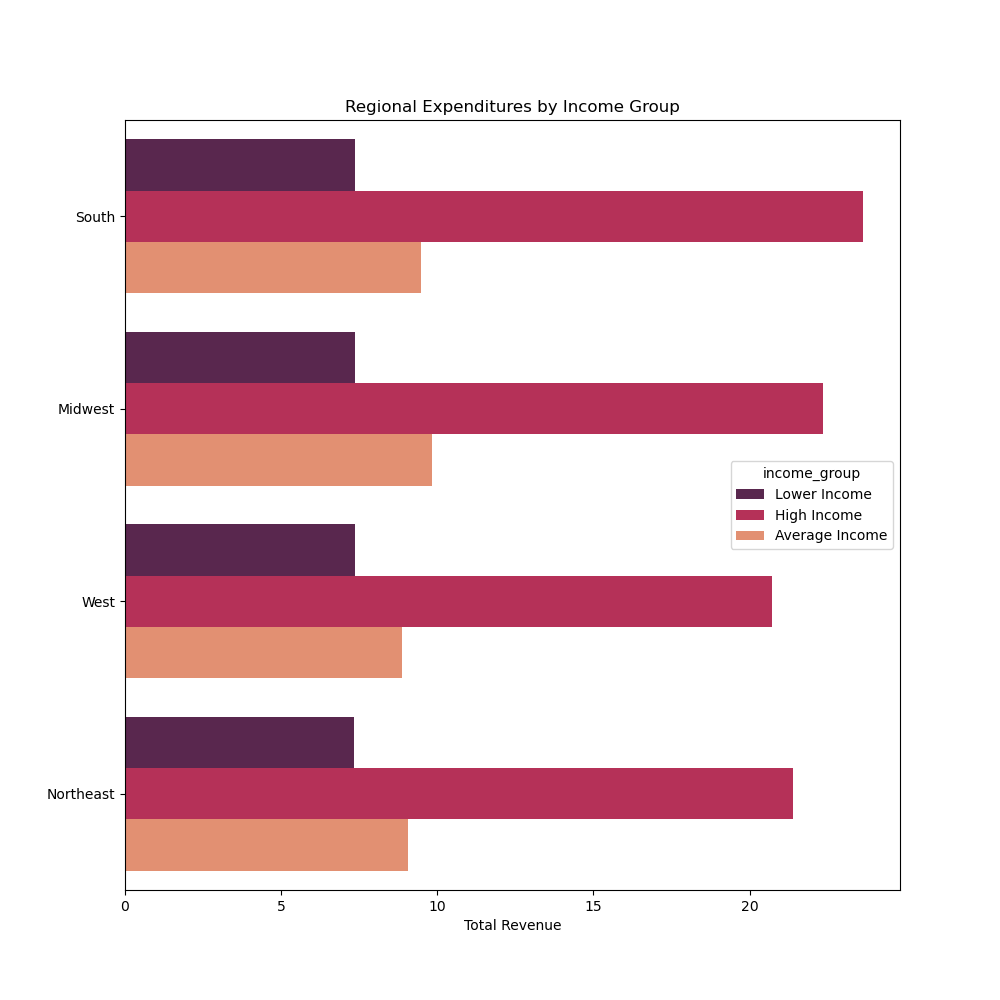 Regional Expenditures by Income Group
South
Midwest
West
Northeast
income_group
Lower Income
High Income
Average Income
0 5 10 15 20
Total Revenue